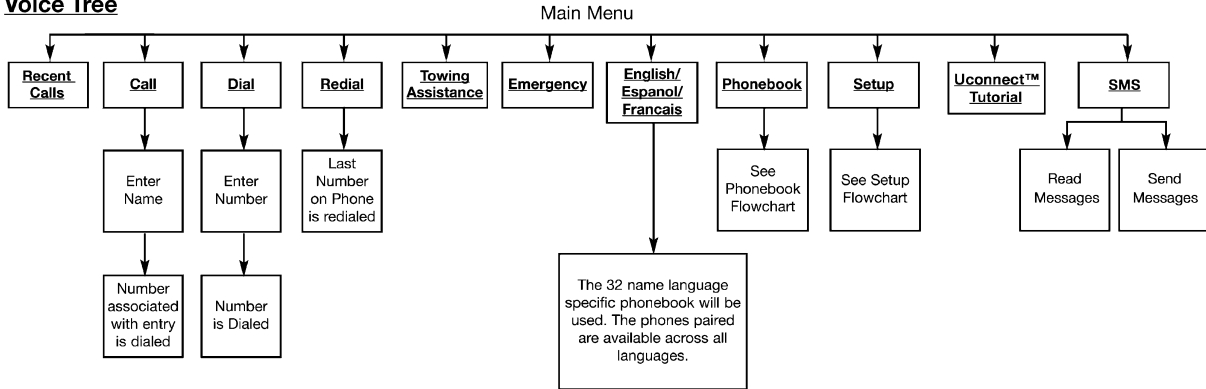 Voice Tree
Main Menu
Recent
Calls
Call
Dial
Redial
Towing
Assistance
Emergency
English/
Espanol/
Francais
Phonebook
Setup
Uconnect™
Tutorial
SMS
Enter
Name
Enter
Number
Last
Number
on Phone
is redialed
See
Phonebook
Flowchart
See Setup
Flowchart
Read
Messages
Send
Messages
Number
associated
with entry
is dialed
Number
is Dialed
The 32 name language
specific phonebook will be
used. The phones paired
are available across all
languages.